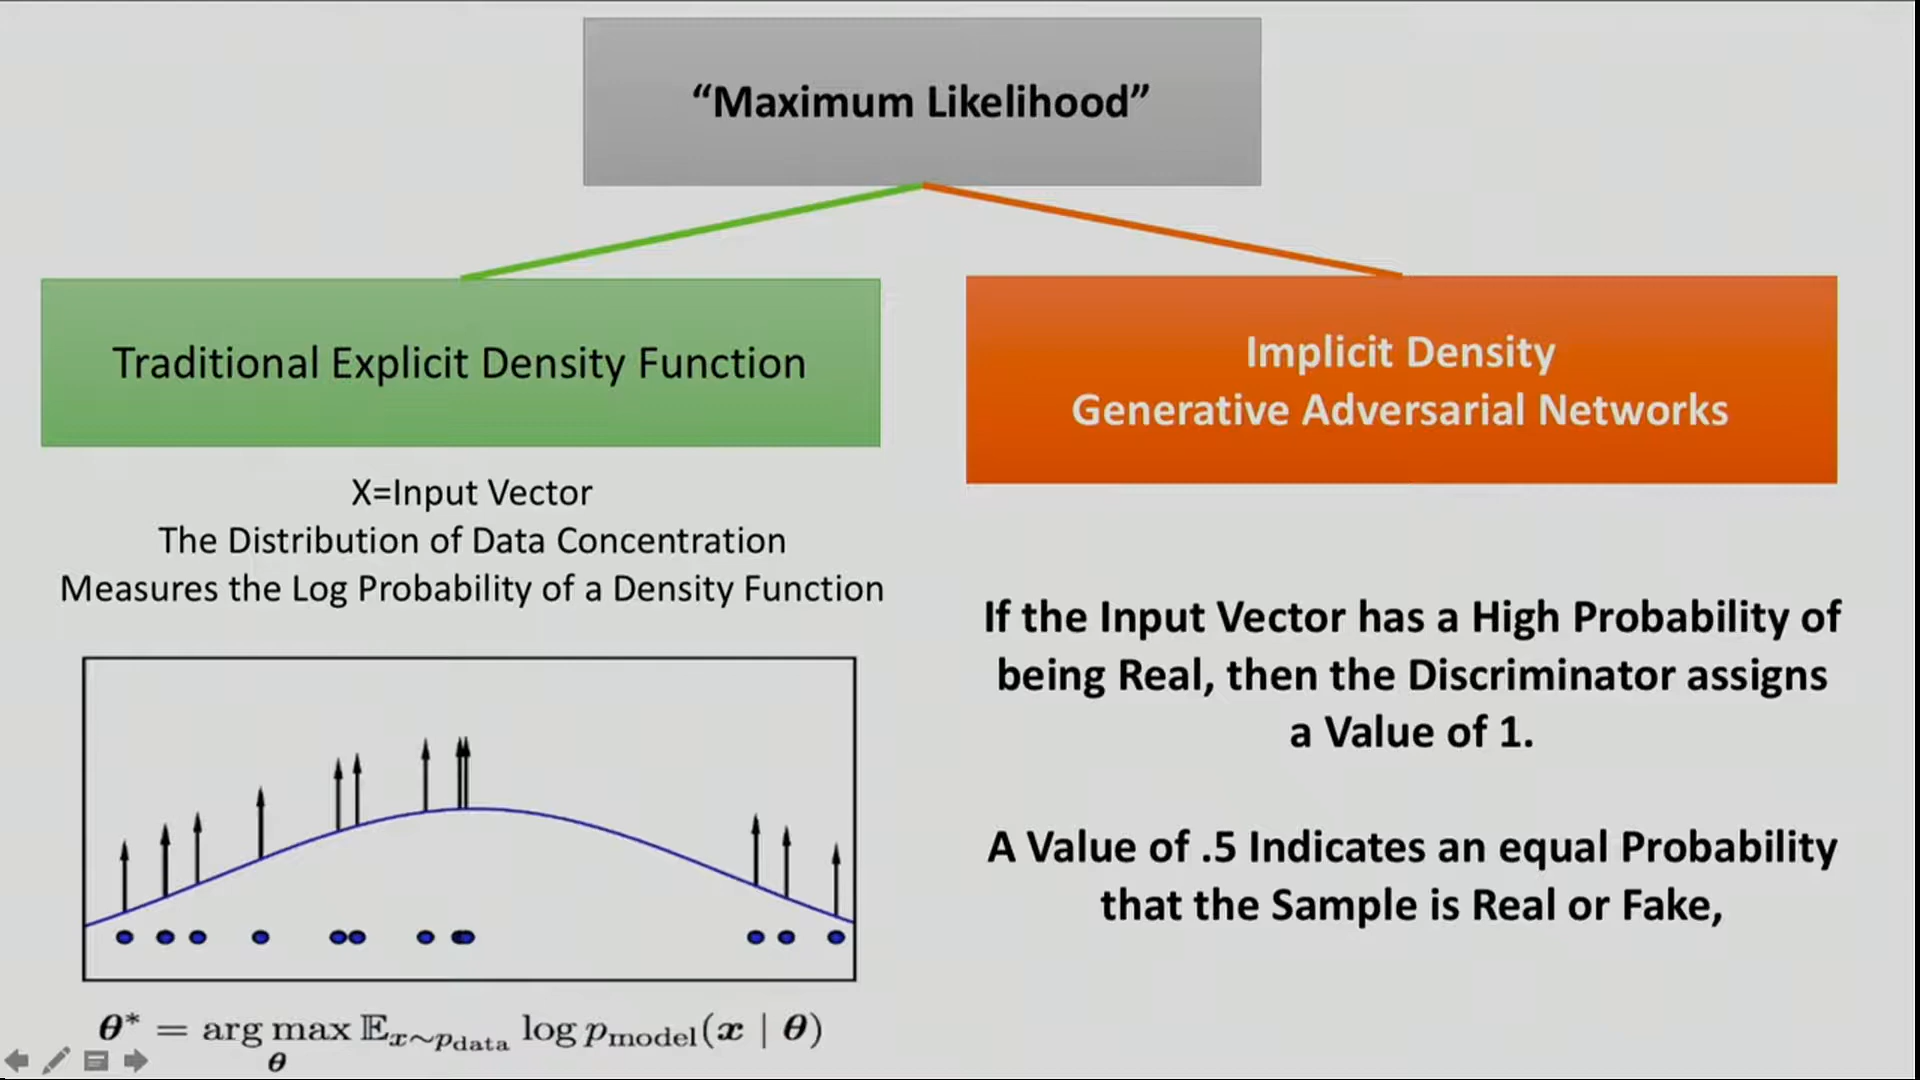 “Maximum Likelihood”
Traditional Explicit Density Function
Implicit Density
Generative Adversarial Networks
X=Input Vector
The Distribution of Data Concentration
Measures the Log Probability of a Density Function
If the Input Vector has a High Probability of
being Real, then the Discriminator assigns
a Value of 1.
A Value of .5 Indicates an equal Probability
that the Sample is Real or Fake,
θ* = arg max 𝔼x∼pdata log pmodel(x | θ)
θ